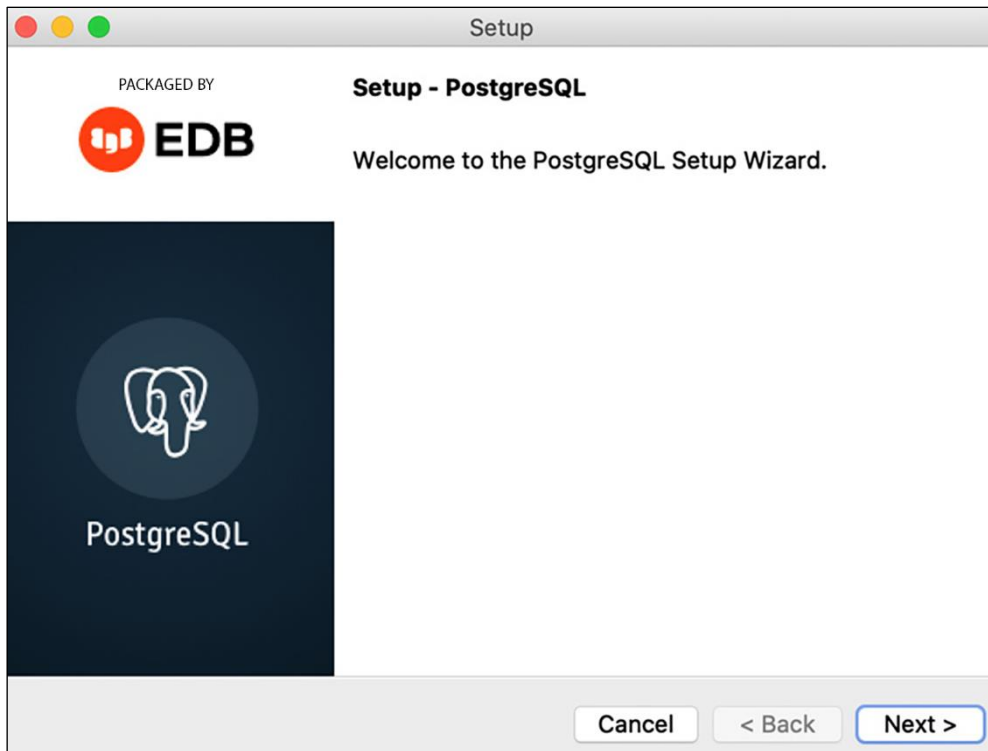 Setup
PACKAGED BY
EDB
Setup - PostgreSQL
Welcome to the PostgreSQL Setup Wizard.
PostgreSQL
Cancel
< Back
Next >